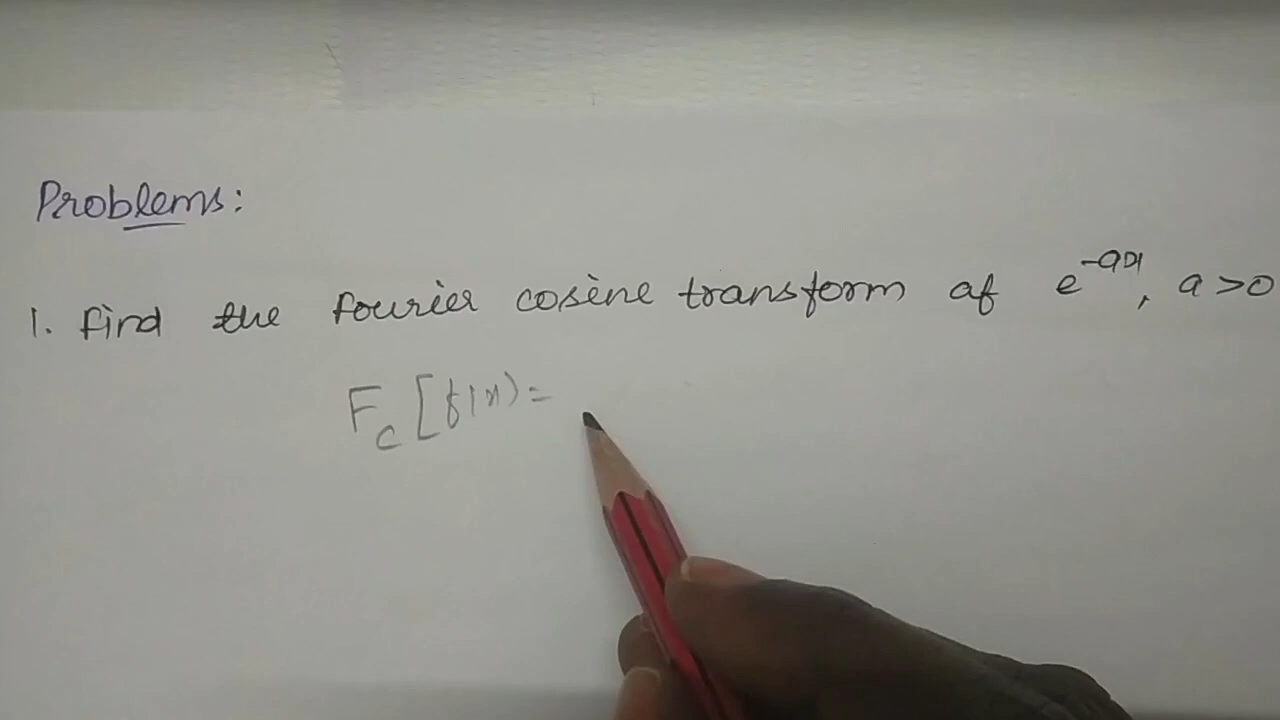 Problems:
1. find the fourier cosine transform of e^-ax, a>0
F_c [f(x)=